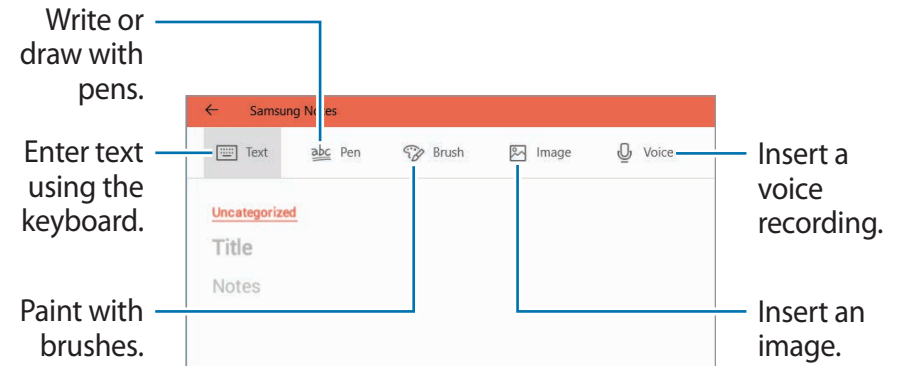 Write or
draw with
pens.
Samsung Notes
Enter text
using the
keyboard.
Text
abc Pen
Brush
Image
Voice
Insert a
voice
recording.
Uncategorized
Title
Notes
Paint with
brushes.
Insert an
image.